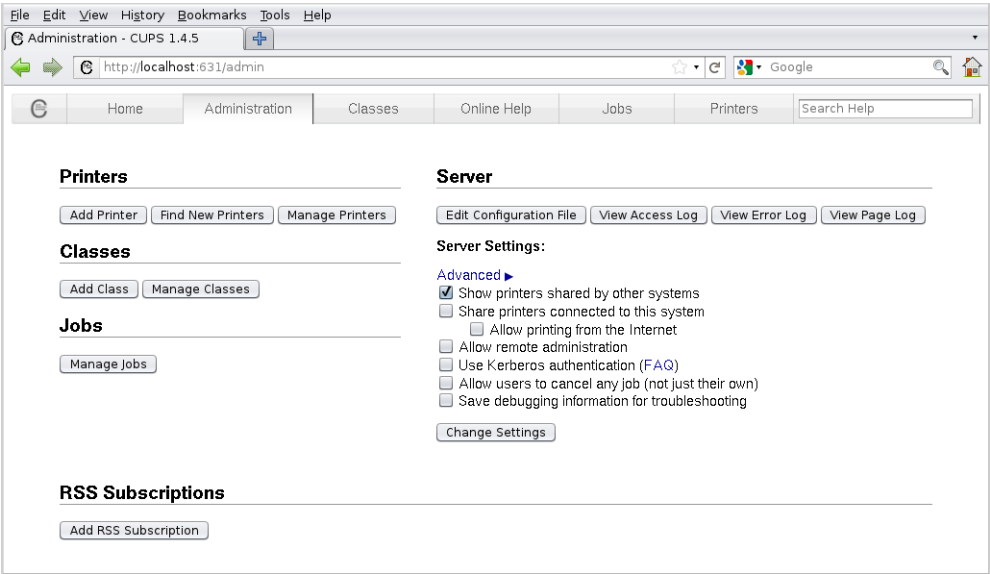 File Edit View History Bookmarks Tools Help
Administration - CUPS 1.4.5
http://localhost:631/admin
Google
Home Administration Classes Online Help Jobs Printers Search Help
Printers
Add Printer Find New Printers Manage Printers
Classes
Add Class Manage Classes
Jobs
Manage Jobs
Server
Edit Configuration File View Access Log View Error Log View Page Log
Server Settings:
Advanced ▶
Show printers shared by other systems
Share printers connected to this system
Allow printing from the Internet
Allow remote administration
Use Kerberos authentication (FAQ)
Allow users to cancel any job (not just their own)
Save debugging information for troubleshooting
Change Settings
RSS Subscriptions
Add RSS Subscription